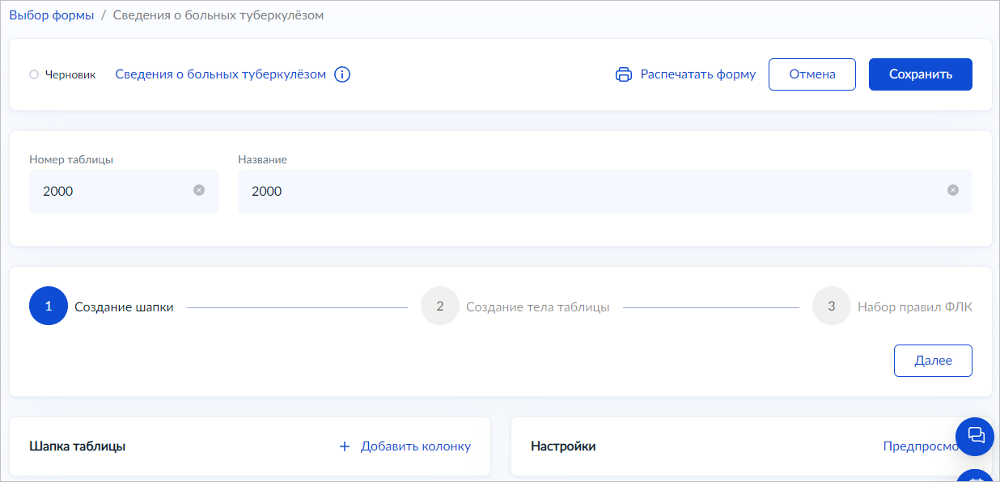 Выбор формы / Сведения о больных туберкулёзом
Черновик Сведения о больных туберкулёзом Распечатать форму Отмена Сохранить
Номер таблицы Название
2000 2000
1 Создание шапки 2 Создание тела таблицы 3 Набор правил ФЛК
Далее
Шапка таблицы + Добавить колонку Настройки Предпросмо